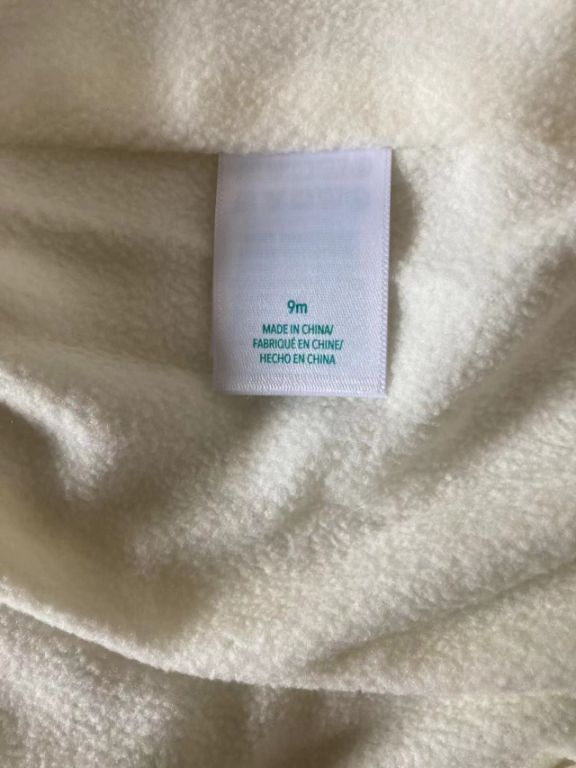 9m
MADE IN CHINA/
FABRIQUÉ EN CHINE/
HECHO EN CHINA